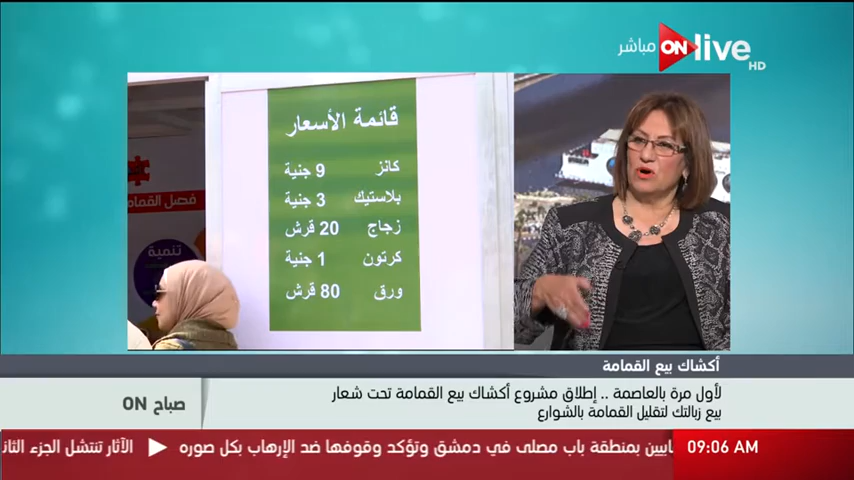 مباشر ON live
HD
قائمة الأسعار
كانز 9 جنية
بلاستيك 3 جنية
زجاج 20 قرش
كرتون 1 جنية
ورق 80 قرش
فصل القمامة
تنمية
أكشاك بيع القمامة
لأول مرة بالعاصمة .. إطلاق مشروع أكشاك بيع القمامة تحت شعار
بيع زبالتك لتقليل القمامة بالشوارع
صباح ON
بمنطقة باب مصلى في دمشق وتؤكد وقوفها ضد الإرهاب بكل صوره
الآثار تنتشل الجزء
09:06 AM